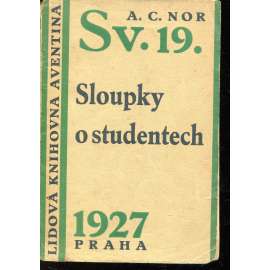 LIDOVÁ KNIHOVNA AVENTINA
A. C. NOR
Sv. 19.
Sloupky
o studentech
1927
PRAHA